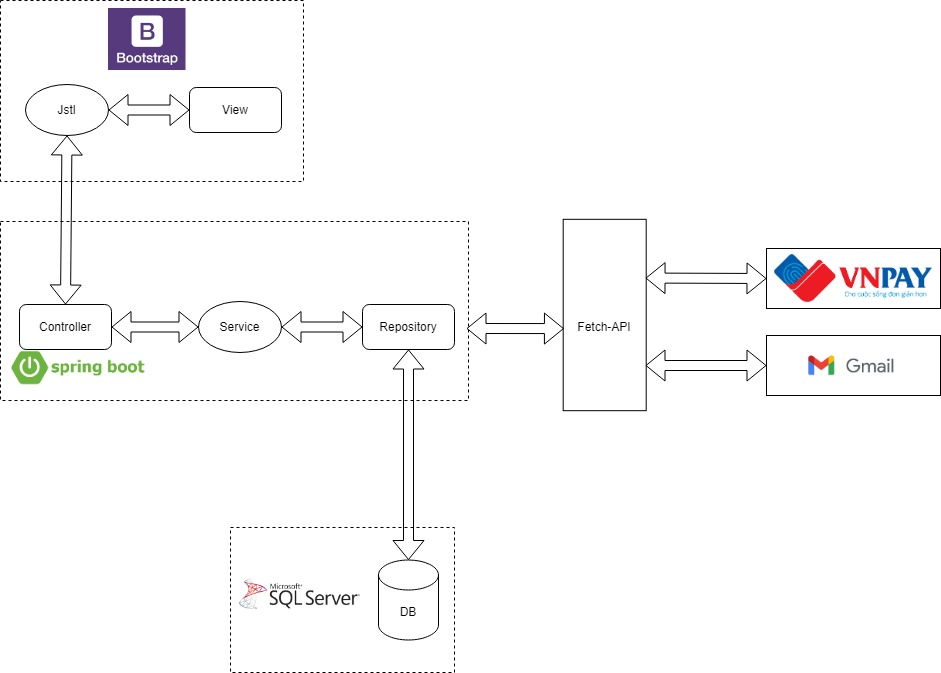 B
Bootstrap
Jstl
View
Controller
Service
Repository
spring boot
Fetch-API
VNPAY
Cho cuộc sống đơn giản hơn
Gmail
Microsoft
SQL Server
DB